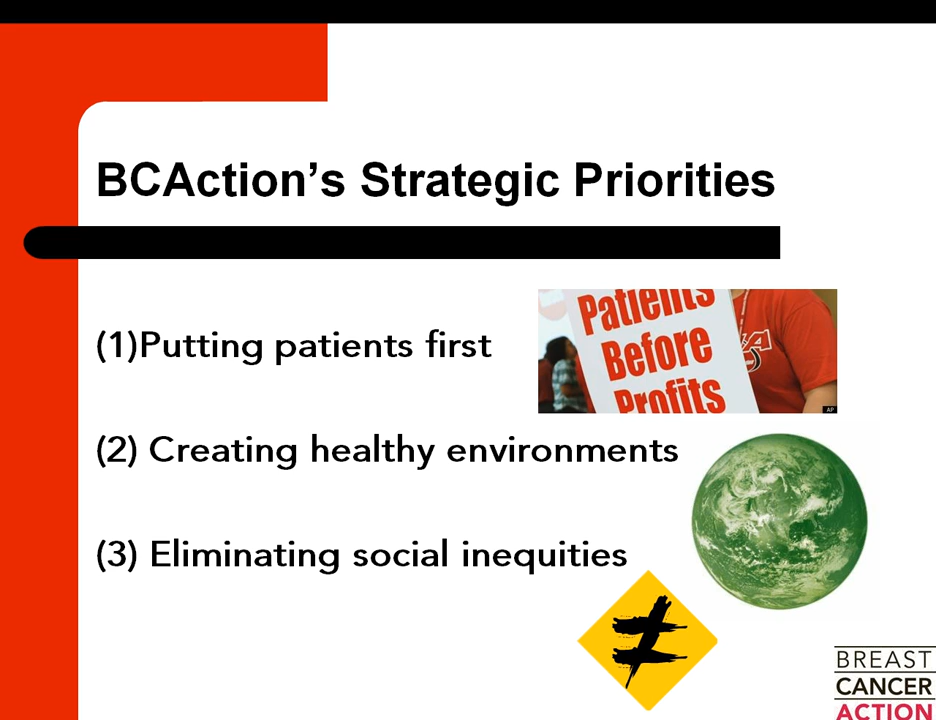 BCAction’s Strategic Priorities
(1)Putting patients first
Patients
Before
Profits
AP
(2) Creating healthy environments
(3) Eliminating social inequities
≠
BREAST
CANCER
ACTION